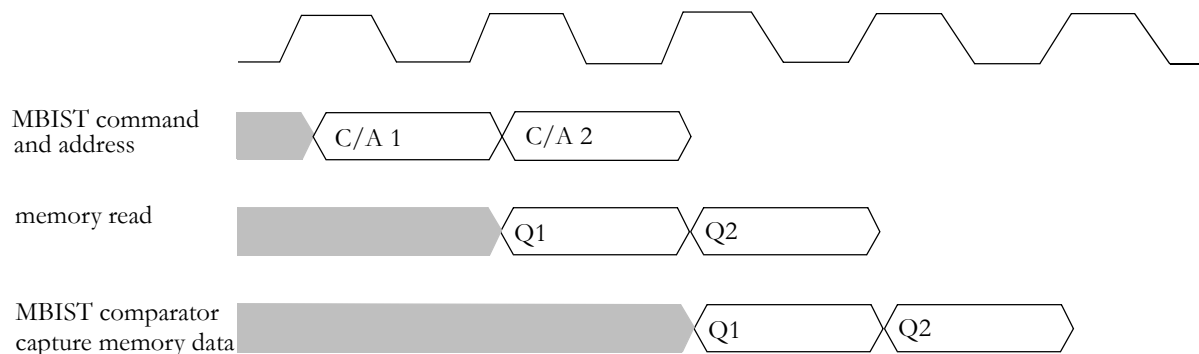 MBIST command
and address
C/A 1
C/A 2
memory read
Q1
Q2
MBIST comparator
capture memory data
Q1
Q2